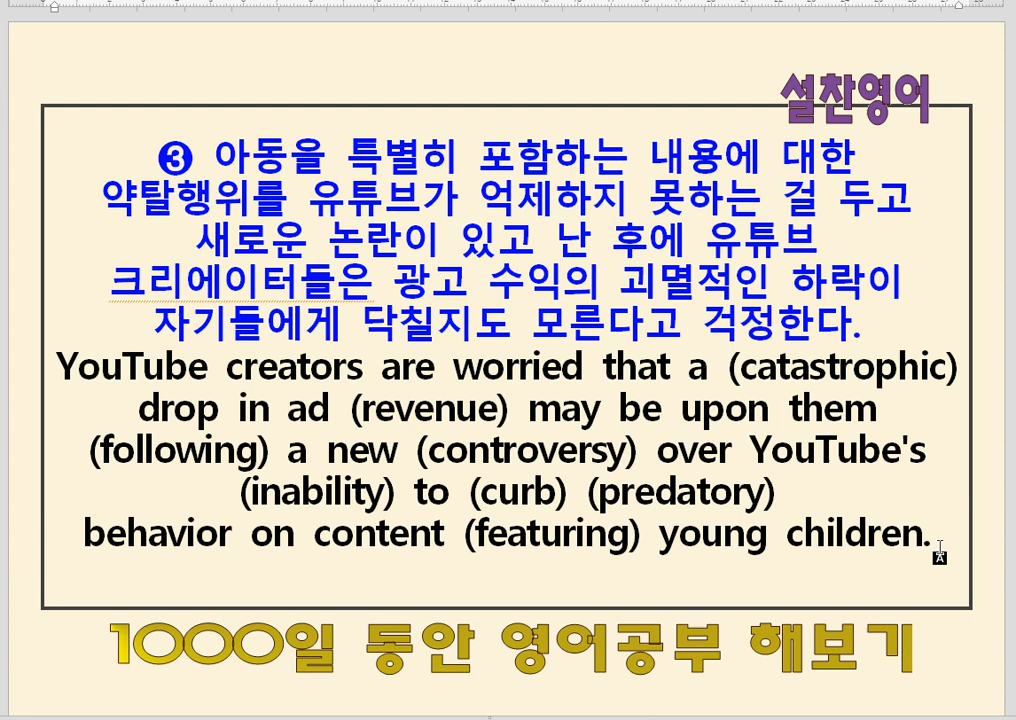 설찬영어
❸ 아동을 특별히 포함하는 내용에 대한
약탈행위를 유튜브가 억제하지 못하는 걸 두고
새로운 논란이 있고 난 후에 유튜브
크리에이터들은 광고 수익의 괴멸적인 하락이
자기들에게 닥칠지도 모른다고 걱정한다.
YouTube creators are worried that a (catastrophic)
drop in ad (revenue) may be upon them
(following) a new (controversy) over YouTube's
(inability) to (curb) (predatory)
behavior on content (featuring) young children.
1000일 동안 영어공부 해보기